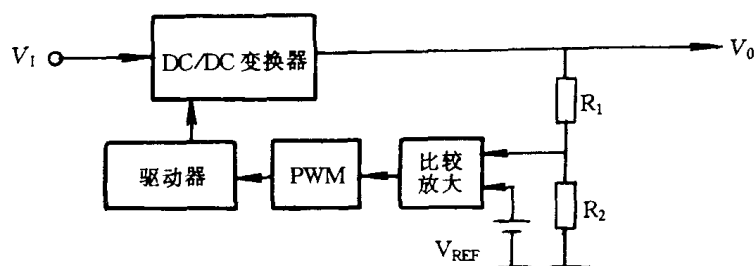 V_I
DC/DC 变换器
V_0
R_1
驱动器
PWM
比较
放大
R_2
V_REF